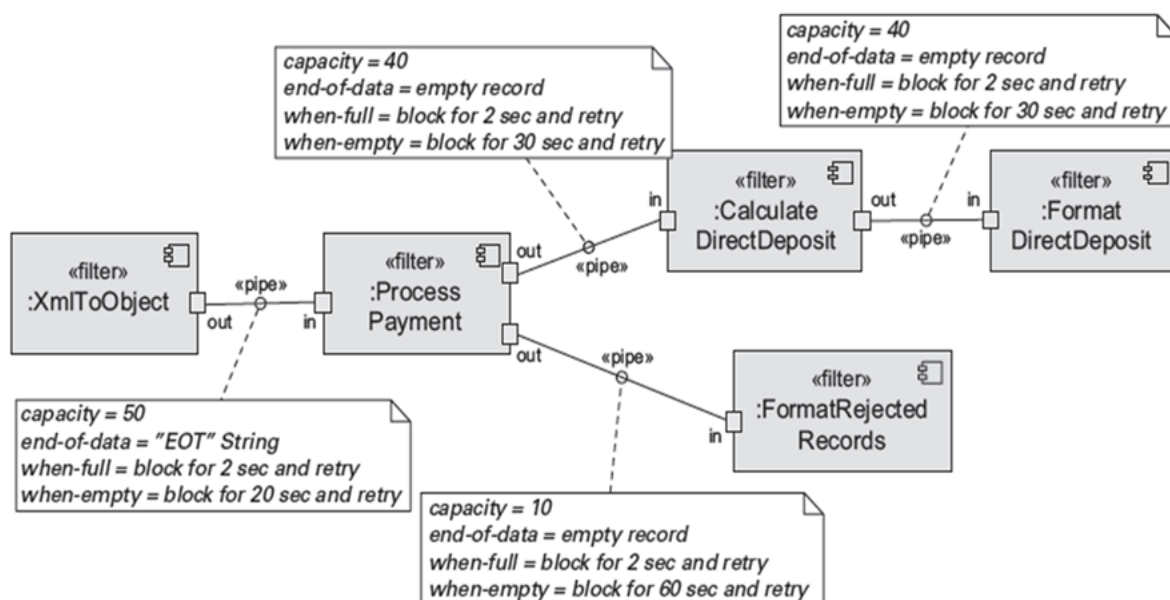 capacity = 40
end-of-data = empty record
when-full = block for 2 sec and retry
when-empty = block for 30 sec and retry
capacity = 40
end-of-data = empty record
when-full = block for 2 sec and retry
when-empty = block for 30 sec and retry
«filter»
:XmlToObject
out
«pipe»
in
«filter»
:Process
Payment
out
out
«pipe»
in
«filter»
:Calculate
DirectDeposit
out
«pipe»
in
«filter»
:Format
DirectDeposit
«pipe»
in
«filter»
:FormatRejected
Records
capacity = 50
end-of-data = "EOT" String
when-full = block for 2 sec and retry
when-empty = block for 20 sec and retry
capacity = 10
end-of-data = empty record
when-full = block for 2 sec and retry
when-empty = block for 60 sec and retry